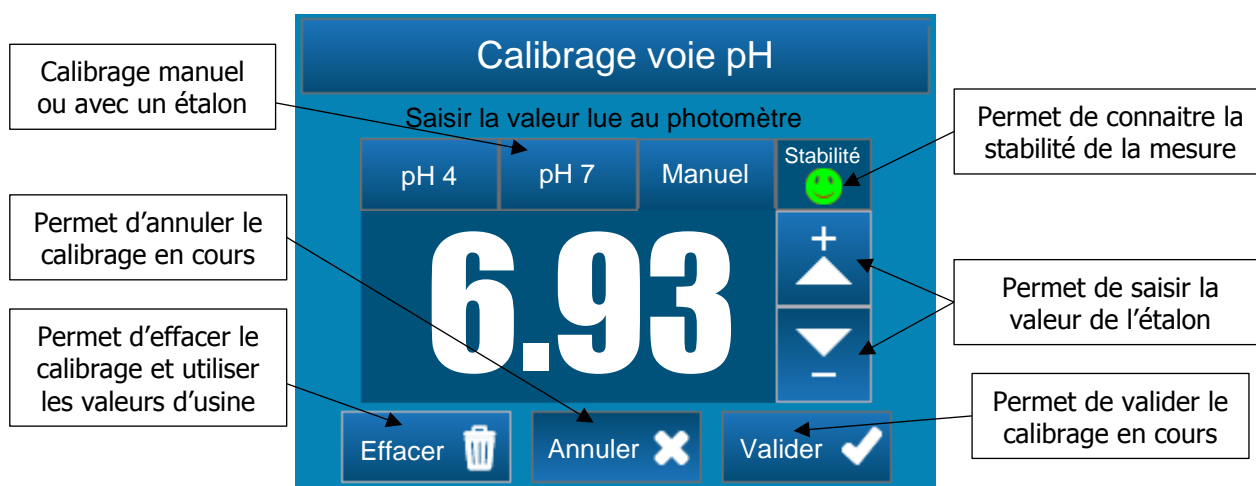 Calibrage voie pH
Calibrage manuel
ou avec un étalon
Saisir la valeur lue au photomètre
Permet de connaitre la
stabilité de la mesure
pH 4
pH 7
Manuel
Stabilité
Permet d’annuler le
calibrage en cours
6.93
+
−
Permet de saisir la
valeur de l’étalon
Permet d’effacer le
calibrage et utiliser
les valeurs d’usine
Permet de valider le
calibrage en cours
Effacer
Annuler
Valider